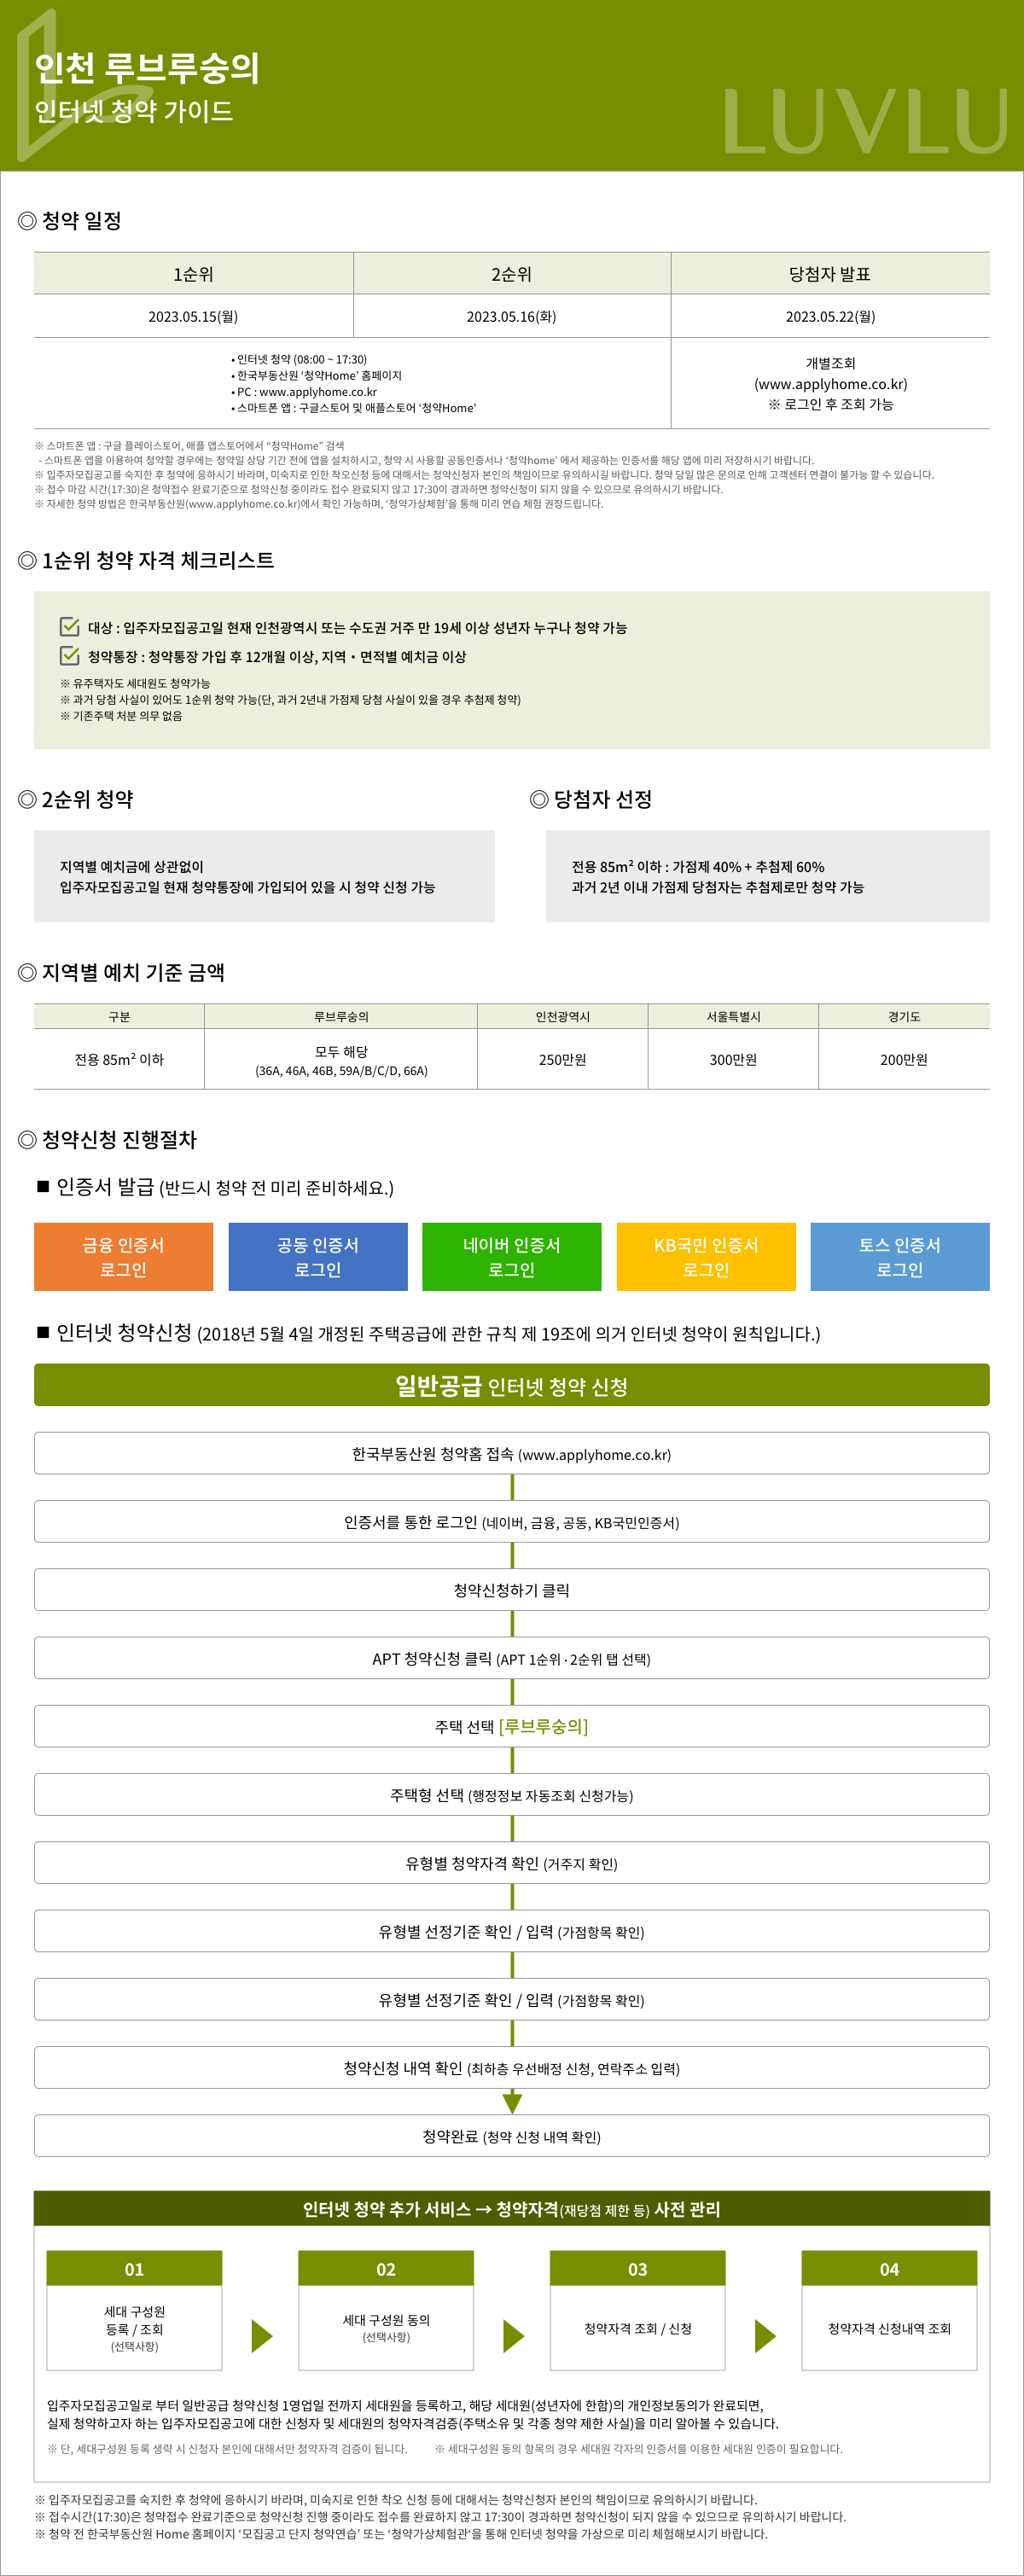 인천 루브루숭의
인터넷 청약 가이드
LUVLU
◎ 청약 일정
1순위 2순위 당첨자 발표
2023.05.15(월) 2023.05.16(화) 2023.05.22(월)
• 인터넷 청약 (08:00 ~ 17:30)
• 한국부동산원 ‘청약Home’ 홈페이지
• PC : www.applyhome.co.kr
• 스마트폰 앱 : 구글스토어 및 애플스토어 ‘청약Home’
개별조회
(www.applyhome.co.kr)
※ 로그인 후 조회 가능
※ 스마트폰 앱 : 구글 플레이스토어, 애플 앱스토어에서 “청약Home” 검색
- 스마트폰 앱을 이용하여 청약할 경우에는 청약일 상당 기간 전에 앱을 설치하시고, 청약 시 사용할 공동인증서나 ‘청약home’ 에서 제공하는 인증서를 해당 앱에 미리 저장하시기 바랍니다.
※ 입주자모집공고를 숙지한 후 청약에 응하시기 바라며, 미숙지로 인한 착오신청 등에 대해서는 청약신청자 본인의 책임이므로 유의하시길 바랍니다. 청약 당일 많은 문의로 인해 고객센터 연결이 불가능 할 수 있습니다.
※ 접수 마감 시간(17:30)은 청약접수 완료기준으로 청약신청 중이라도 접수 완료되지 않고 17:30이 경과하면 청약신청이 되지 않을 수 있으므로 유의하시기 바랍니다.
※ 자세한 청약 방법은 한국부동산원(www.applyhome.co.kr)에서 확인 가능하며, ‘청약가상체험’을 통해 미리 연습 체험 권장드립니다.
◎ 1순위 청약 자격 체크리스트
대상 : 입주자모집공고일 현재 인천광역시 또는 수도권 거주 만 19세 이상 성년자 누구나 청약 가능
청약통장 : 청약통장 가입 후 12개월 이상, 지역・면적별 예치금 이상
※ 유주택자도 세대원도 청약가능
※ 과거 당첨 사실이 있어도 1순위 청약 가능(단, 과거 2년내 가점제 당첨 사실이 있을 경우 추첨제 청약)
※ 기존주택 처분 의무 없음
◎ 2순위 청약
지역별 예치금에 상관없이
입주자모집공고일 현재 청약통장에 가입되어 있을 시 청약 신청 가능
◎ 당첨자 선정
전용 85m² 이하 : 가점제 40% + 추첨제 60%
과거 2년 이내 가점제 당첨자는 추첨제로만 청약 가능
◎ 지역별 예치 기준 금액
구분 루브루숭의 인천광역시 서울특별시 경기도
전용 85m² 이하 모두 해당 250만원 300만원 200만원
(36A, 46A, 46B, 59A/B/C/D, 66A)
◎ 청약신청 진행절차
■ 인증서 발급 (반드시 청약 전 미리 준비하세요.)
금융 인증서 공동 인증서 네이버 인증서 KB국민 인증서 토스 인증서
로그인 로그인 로그인 로그인 로그인
■ 인터넷 청약신청 (2018년 5월 4일 개정된 주택공급에 관한 규칙 제 19조에 의거 인터넷 청약이 원칙입니다.)
일반공급 인터넷 청약 신청
한국부동산원 청약홈 접속 (www.applyhome.co.kr)
인증서를 통한 로그인 (네이버, 금융, 공동, KB국민인증서)
청약신청하기 클릭
APT 청약신청 클릭 (APT 1순위 · 2순위 탭 선택)
주택 선택 [루브루숭의]
주택형 선택 (행정정보 자동조회 신청가능)
유형별 청약자격 확인 (거주지 확인)
유형별 선정기준 확인 / 입력 (가점항목 확인)
유형별 선정기준 확인 / 입력 (가점항목 확인)
청약신청 내역 확인 (최하층 우선배정 신청, 연락주소 입력)
청약완료 (청약 신청 내역 확인)
인터넷 청약 추가 서비스 → 청약자격(재당첨 제한 등) 사전 관리
01
세대 구성원
등록 / 조회
(선택사항)
02
세대 구성원 동의
(선택사항)
03
청약자격 조회 / 신청
04
청약자격 신청내역 조회
입주자모집공고일로 부터 일반공급 청약신청 1영업일 전까지 세대원을 등록하고, 해당 세대원(성년자에 한함)의 개인정보동의가 완료되면,
실제 청약하고자 하는 입주자모집공고에 대한 신청자 및 세대원의 청약자격검증(주택소유 및 각종 청약 제한 사실)을 미리 알아볼 수 있습니다.
※ 단, 세대구성원 등록 생략 시 신청자 본인에 대해서만 청약자격 검증이 됩니다. ※ 세대구성원 동의 항목의 경우 세대원 각자의 인증서를 이용한 세대원 인증이 필요합니다.
※ 입주자모집공고를 숙지한 후 청약에 응하시기 바라며, 미숙지로 인한 착오 신청 등에 대해서는 청약신청자 본인의 책임이므로 유의하시기 바랍니다.
※ 접수시간(17:30)은 청약접수 완료기준으로 청약신청 진행 중이라도 접수를 완료하지 않고 17:30이 경과하면 청약신청이 되지 않을 수 있으므로 유의하시기 바랍니다.
※ 청약 전 한국부동산원 Home 홈페이지 ‘모집공고 단지 청약연습’ 또는 ‘청약가상체험관‘을 통해 인터넷 청약을 가상으로 미리 체험해보시기 바랍니다.